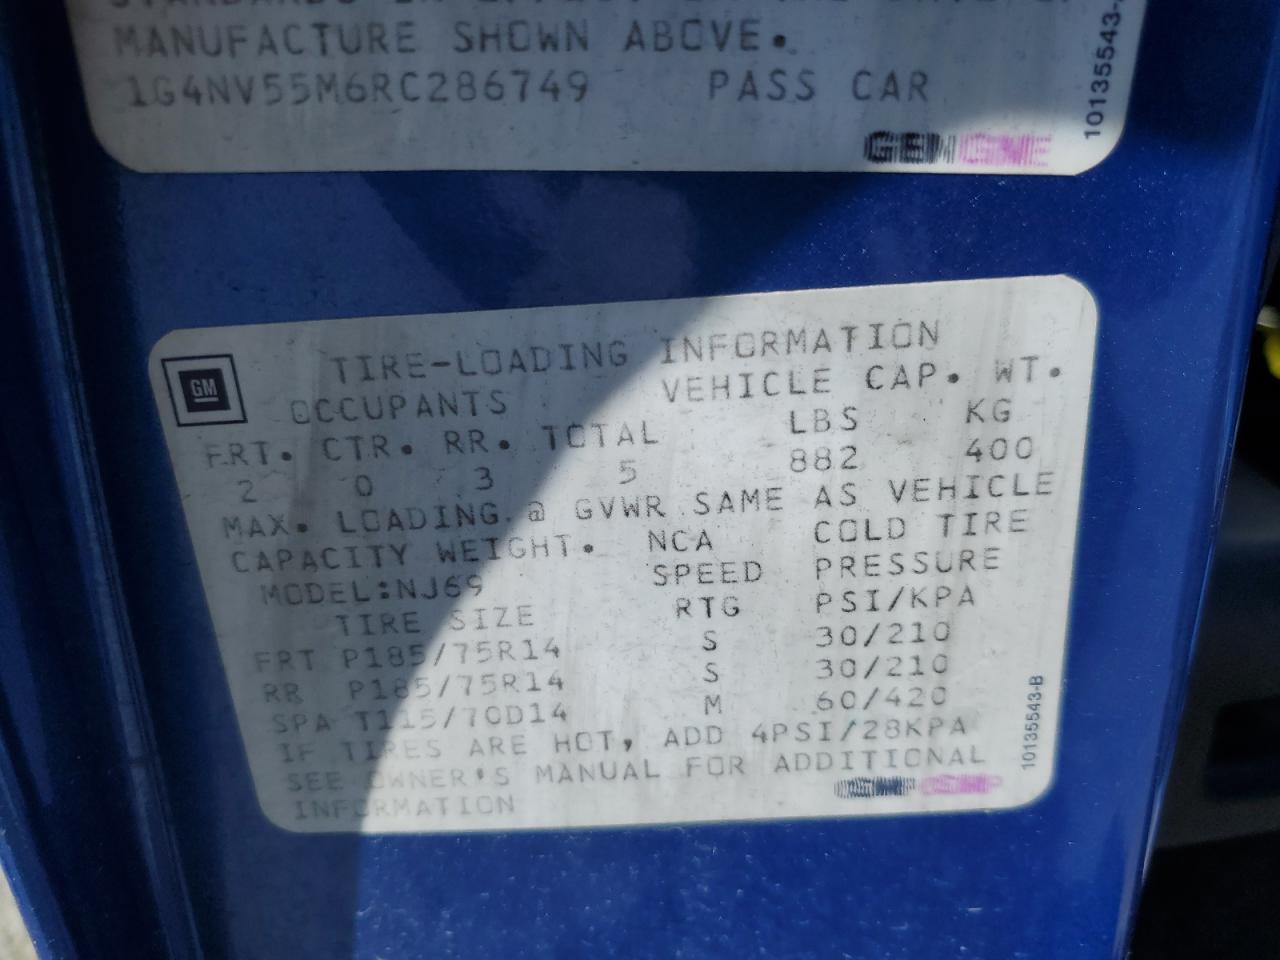 STANDARDS IN EFFECT
MANUFACTURE SHOWN ABOVE.
1G4NV55M6RC286749 PASS CAR
10135543-
GENUINE
GM
TIRE-LOADING INFORMATION
OCCUPANTS VEHICLE CAP. WT.
FRT. CTR. RR. TOTAL LBS KG
2 0 3 5 882 400
MAX. LOADING @ GVWR SAME AS VEHICLE
CAPACITY WEIGHT. NCA COLD TIRE
MODEL:NJ69 SPEED PRESSURE
TIRE SIZE RTG PSI/KPA
FRT P185/75R14 S 30/210
RR P185/75R14 S 30/210
SPA T115/70D14 M 60/420
IF TIRES ARE HOT, ADD 4PSI/28KPA
SEE OWNER'S MANUAL FOR ADDITIONAL
INFORMATION
10135543-B